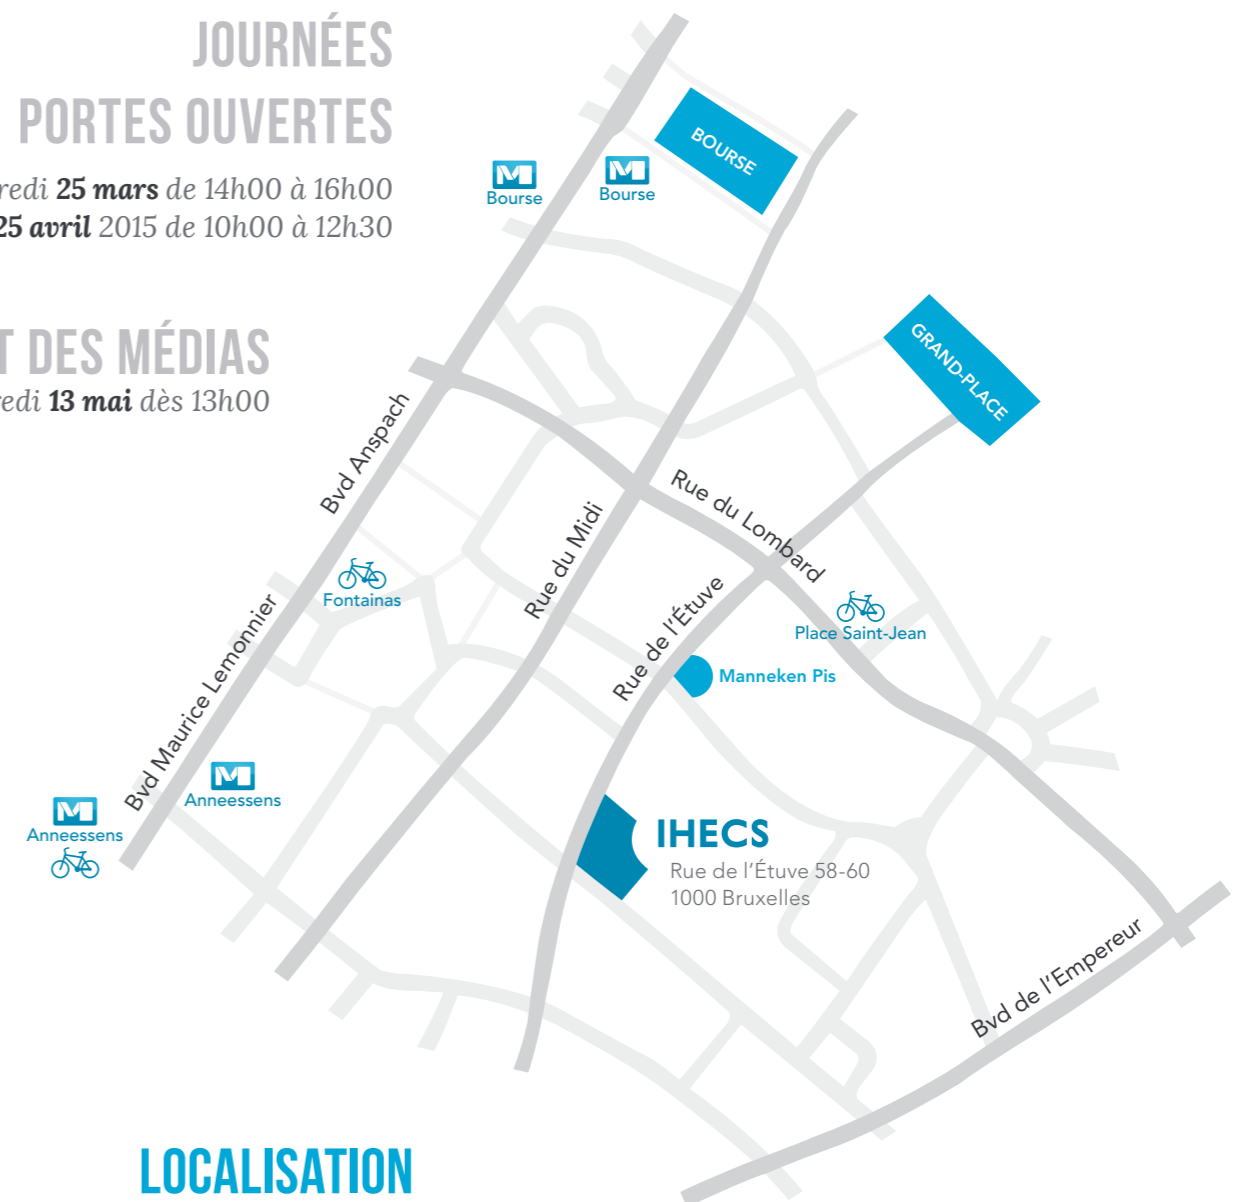 JOURNÉES
PORTES OUVERTES
redi 25 mars de 14h00 à 16h00
25 avril 2015 de 10h00 à 12h30
T DES MÉDIAS
redi 13 mai dès 13h00
BOURSE
M
Bourse
M
Bourse
GRAND-PLACE
Bvd Anspach
Rue du Lombard
Rue du Midi
Fontainas
Rue de l'Étuve
Place Saint-Jean
Manneken Pis
Bvd Maurice Lemonnier
M
Anneessens
M
Anneessens
IHECS
Rue de l'Étuve 58-60
1000 Bruxelles
Bvd de l'Empereur
LOCALISATION